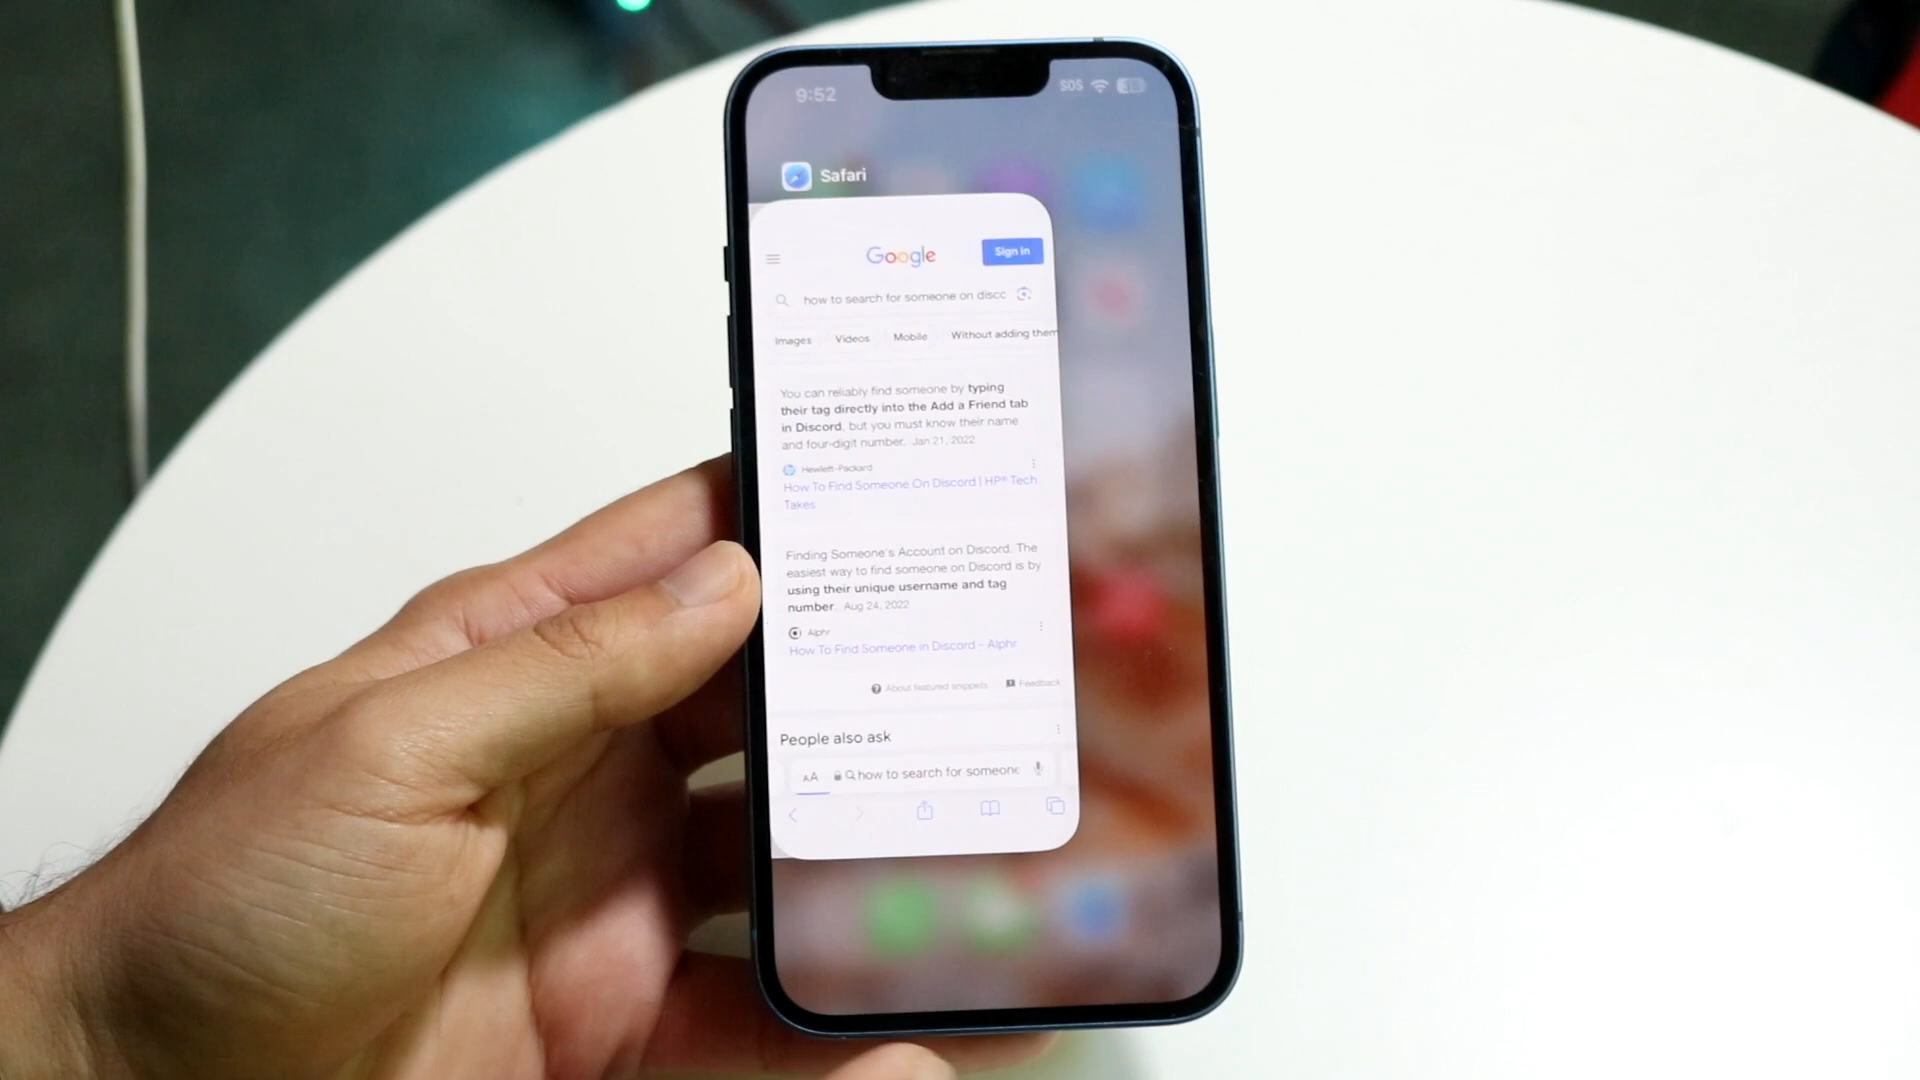 9:52
SOS
Safari
Google
Sign in
how to search for someone on disco
Images Videos Mobile Without adding them
You can reliably find someone by typing
their tag directly into the Add a Friend tab
in Discord, but you must know their name
and four-digit number. Jan 21, 2022
Hewlett-Packard
How To Find Someone On Discord | HP® Tech
Takes
Finding Someone's Account on Discord. The
easiest way to find someone on Discord is by
using their unique username and tag
number. Aug 24, 2022
Alphr
How To Find Someone in Discord - Alphr
About featured snippets Feedback
People also ask
AA how to search for someone